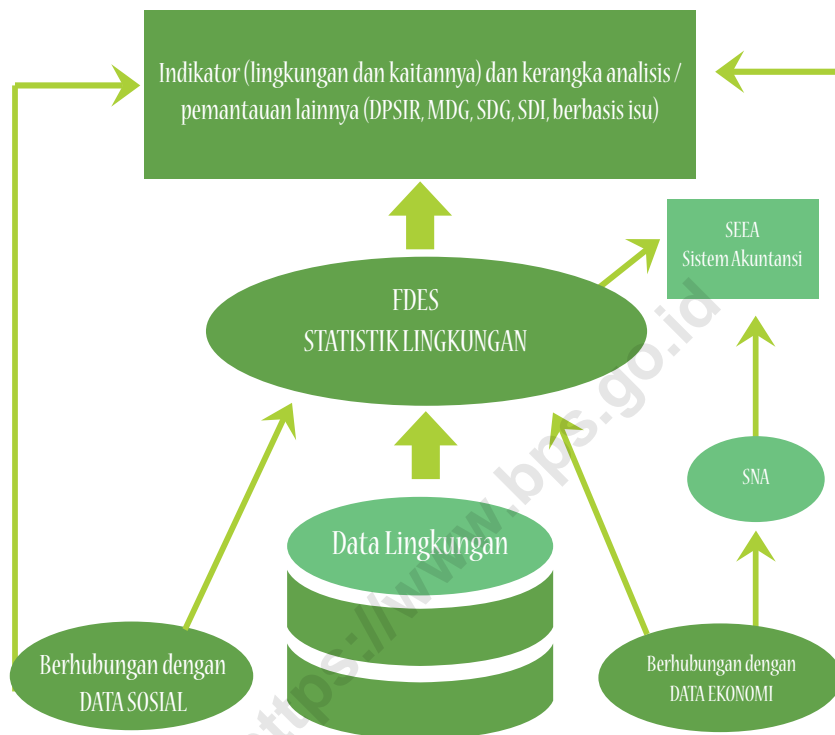 Indikator (lingkungan dan kaitannya) dan kerangka analisis /
pemantauan lainnya (DPSIR, MDG, SDG, SDI, berbasis isu)
SEEA
Sistem Akuntansi
FDES
STATISTIK LINGKUNGAN
SNA
Data Lingkungan
Berhubungan dengan
DATA SOSIAL
Berhubungan dengan
DATA EKONOMI
https://www.bps.go.id